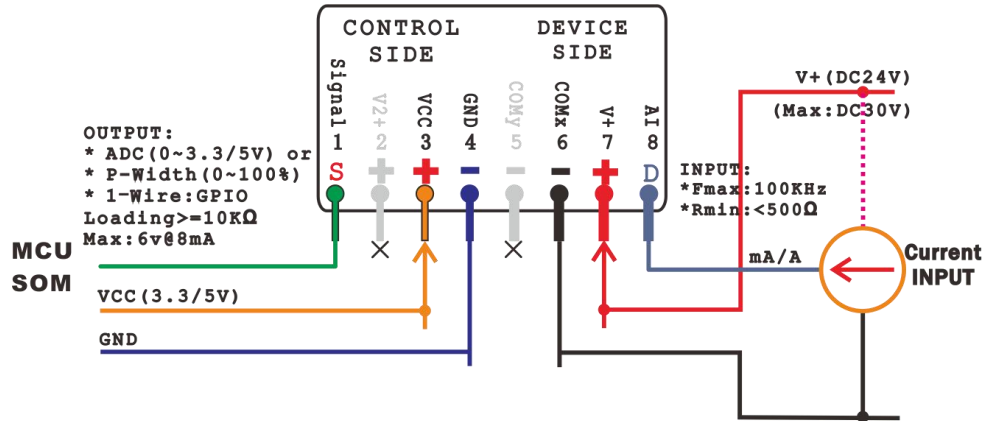 CONTROL
SIDE
DEVICE
SIDE
Signal
V2+
VCC
GND
COMy
COMx
V+
AI
1
2
3
4
5
6
7
8
S
D
OUTPUT:
* ADC(0~3.3/5V) or
* P-Width(0~100%)
* 1-Wire:GPIO
Loading>=10KΩ
Max:6v@8mA
MCU
SOM
VCC(3.3/5V)
GND
V+(DC24V)
(Max:DC30V)
INPUT:
*Fmax:100KHz
*Rmin:<500Ω
mA/A
Current
INPUT